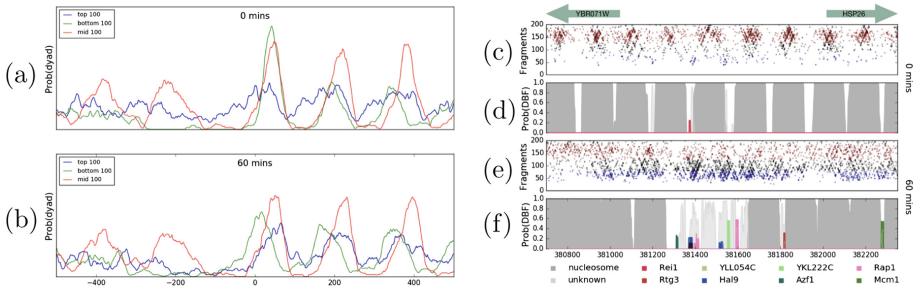 (a)
Prob(dyad)
top 100
bottom 100
mid 100
0 mins
(b)
Prob(dyad)
top 100
bottom 100
mid 100
60 mins
−400
−200
0
200
400
YBR071W
HSP26
(c)
Fragments
200
150
100
50
0
0 mins
(d)
Prob(DBF)
1.0
0.8
0.6
0.4
0.2
0.0
(e)
Fragments
200
150
100
50
0
60 mins
(f)
Prob(DBF)
1.0
0.8
0.6
0.4
0.2
0.0
380800 381000 381200 381400 381600 381800 382000 382200
nucleosome Rei1 YLL054C YKL222C Rap1
unknown Rtg3 Hal9 Azf1 Mcm1